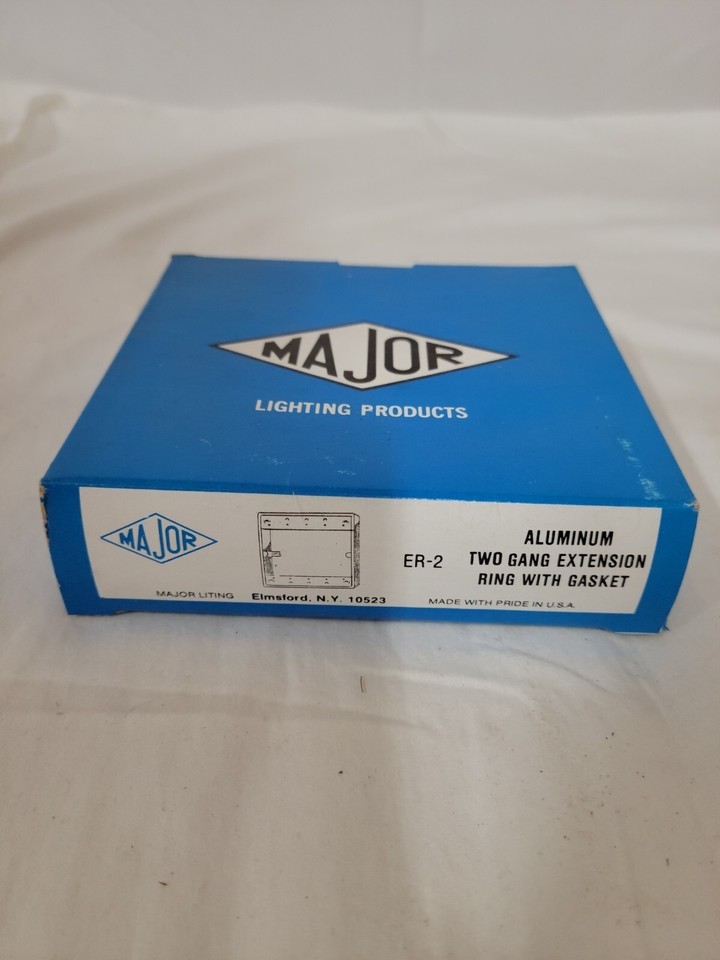 MAJOR
LIGHTING PRODUCTS
MAJOR
ER-2
ALUMINUM
TWO GANG EXTENSION
RING WITH GASKET
MAJOR LITING Elmsford, N.Y. 10523 MADE WITH PRIDE IN U.S.A.